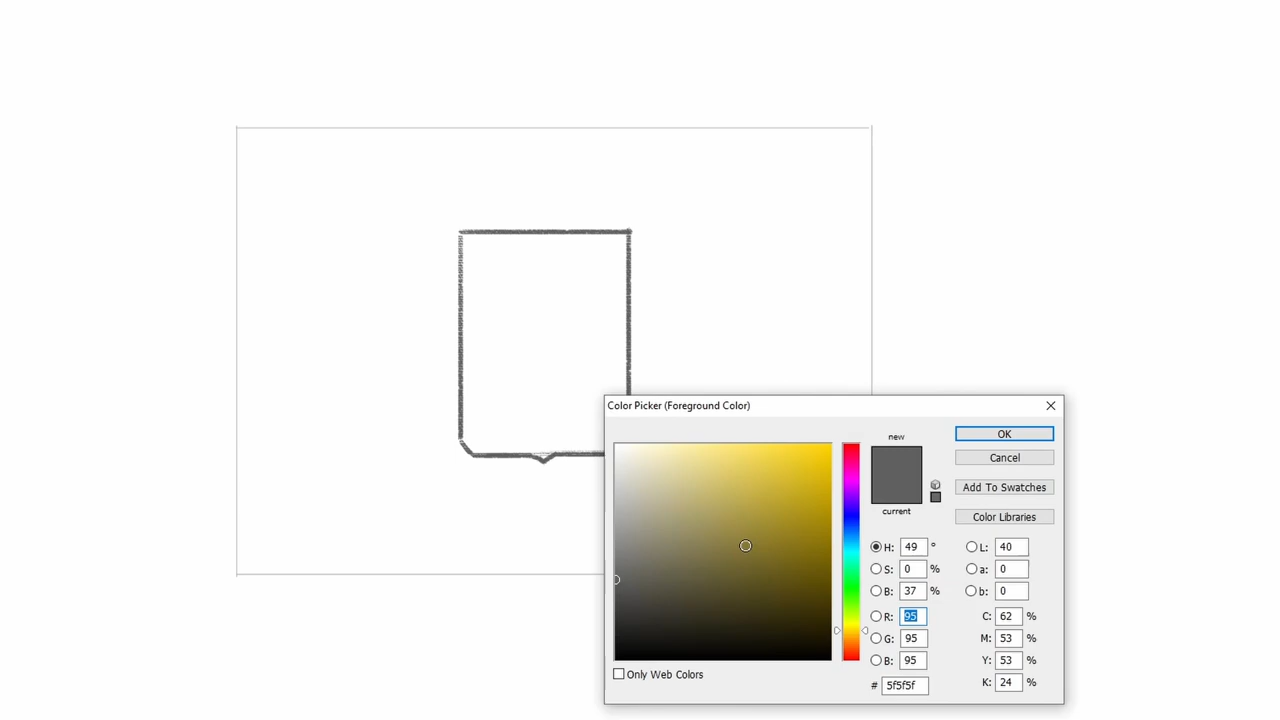 Color Picker (Foreground Color)
new
current
OK
Cancel
Add To Swatches
Color Libraries
H: 49 °
S: 0 %
B: 37 %
R: 95
G: 95
B: 95
# 5f5f5f
L: 40
a: 0
b: 0
C: 62 %
M: 53 %
Y: 53 %
K: 24 %
Only Web Colors